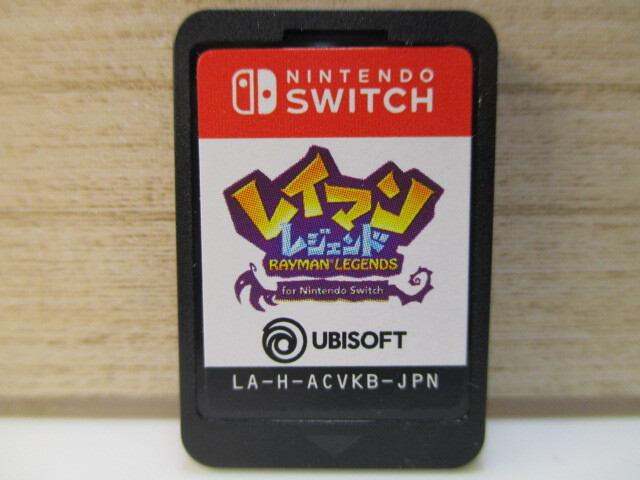 NINTENDO
SWITCH
レイマン
レジェンド
RAYMAN® LEGENDS
for Nintendo Switch
UBISOFT
LA-H-ACVKB-JPN